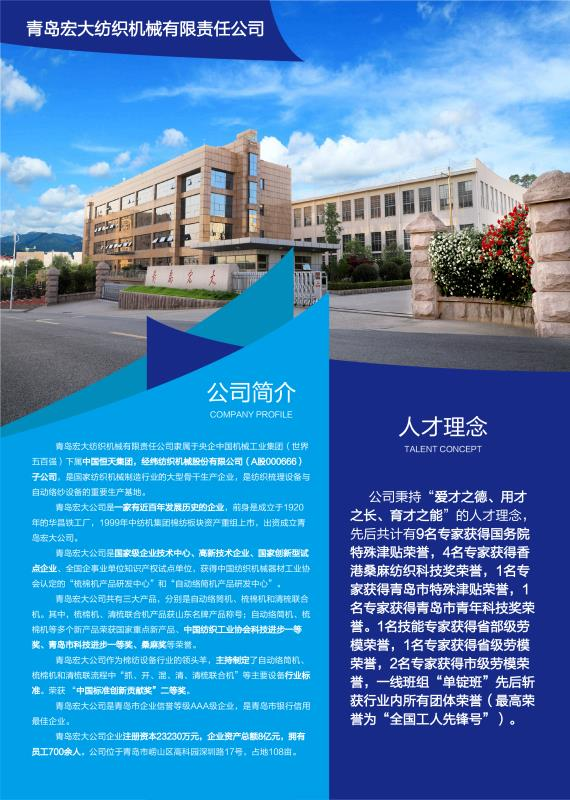 青岛宏大纺织机械有限责任公司
青岛宏大
公司简介
COMPANY PROFILE
青岛宏大纺织机械有限责任公司隶属于央企中国机械工业集团（世界
五百强）下属中国恒天集团，经纬纺织机械股份有限公司（A股000666）
子公司，是国家纺织机械制造行业的大型骨干生产企业，是纺织梳理设备与
自动络纱设备的重要生产基地。
青岛宏大公司是一家有近百年发展历史的企业，前身是成立于1920
年的华昌铁工厂，1999年中纺机集团棉纺板块资产重组上市，出资成立青
岛宏大公司。
青岛宏大公司是国家级企业技术中心、高新技术企业、国家创新型试
点企业、全国企事业单位知识产权试点单位，获得中国纺织机械器材工业协
会认定的“梳棉机产品研发中心”和“自动络筒机产品研发中心”。
青岛宏大公司共有三大产品，分别是自动络筒机、梳棉机和清梳联合
机。其中，梳棉机、清梳联合机产品获山东名牌产品称号；自动络筒机、梳
棉机等多个新产品荣获国家重点新产品、中国纺织工业协会科技进步一等
奖、青岛市科技进步一等奖、桑麻奖等荣誉。
青岛宏大公司作为棉纺设备行业的领头羊，主持制定了自动络筒机、
梳棉机和清梳联流程中“抓、开、混、清、清梳联合机”等主要设备行业标
准。荣获 “中国标准创新贡献奖”二等奖。
青岛宏大公司是青岛市企业信誉等级AAA级企业，是青岛市银行信用
最佳企业。
青岛宏大公司企业注册资本23230万元，企业资产总额8亿元，拥有
员工700余人，公司位于青岛市崂山区高科园深圳路17号，占地108亩。
人才理念
TALENT CONCEPT
公司秉持“爱才之德、用才
之长、育才之能”的人才理念，
先后共计有9名专家获得国务院
特殊津贴荣誉，4名专家获得香
港桑麻纺织科技奖荣誉，1名专
家获得青岛市特殊津贴荣誉，1
名专家获得青岛市青年科技奖荣
誉。1名技能专家获得省部级劳
模荣誉，1名专家获得省级劳模
荣誉，2名专家获得市级劳模荣
誉，一线班组“单锭班”先后斩
获行业内所有团体荣誉（最高荣
誉为“全国工人先锋号”）。